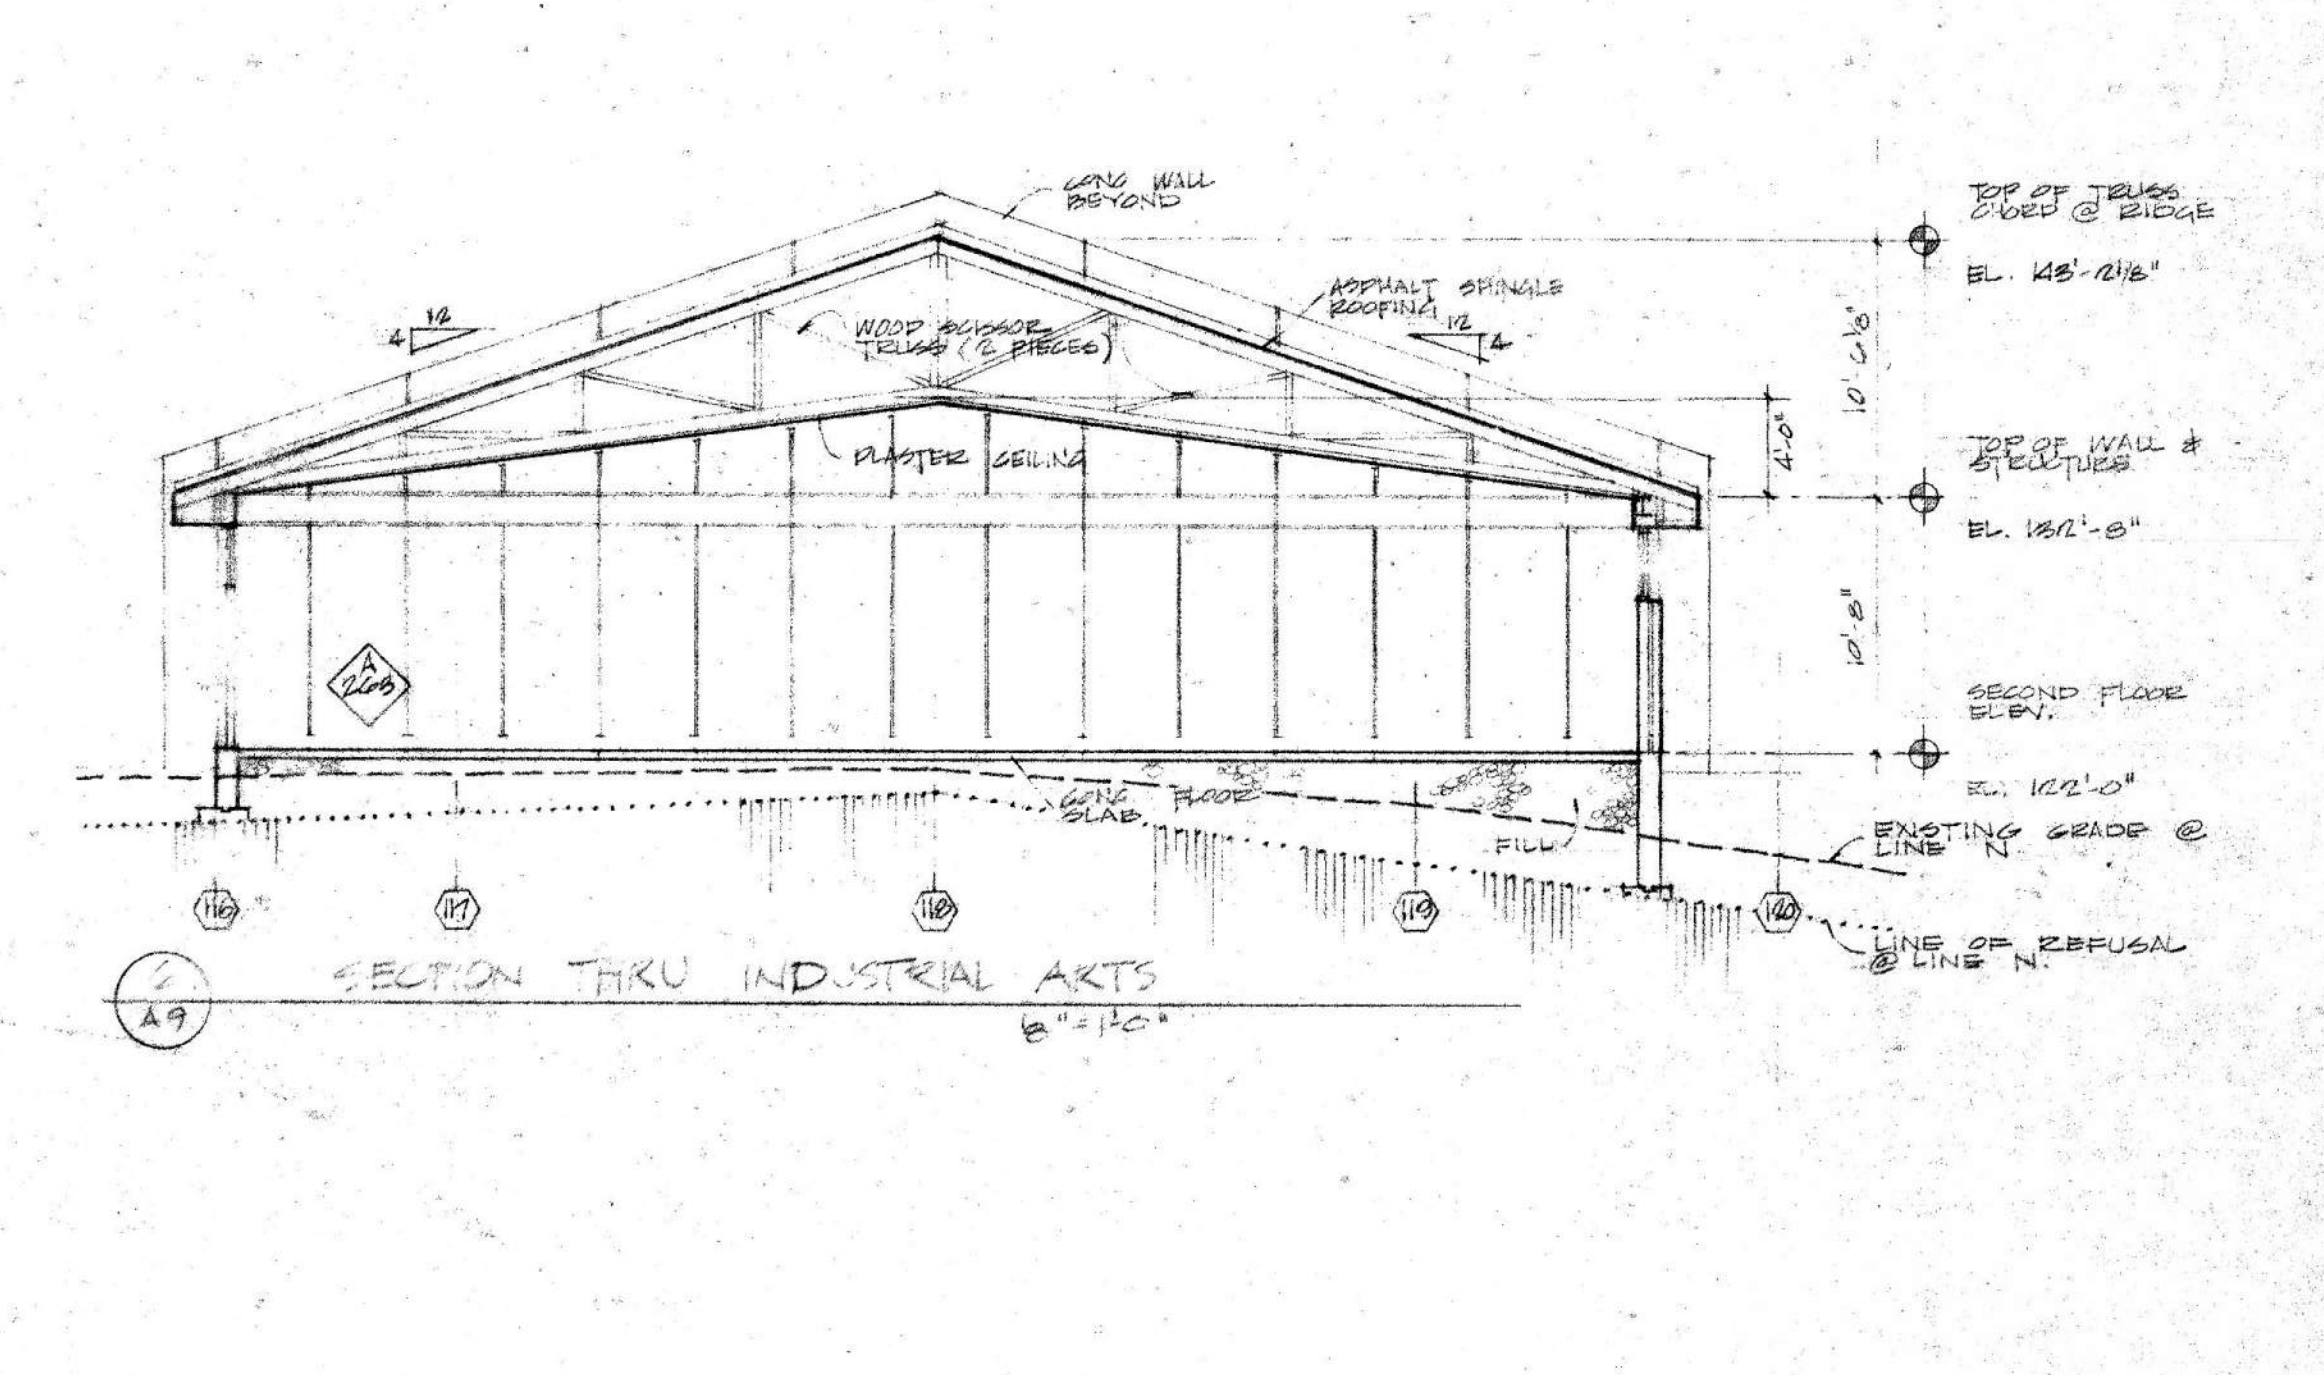 CONC WALL
BEYOND
TOP OF TRUSS
CHORD @ RIDGE
EL. 143'-2 1/8"
ASPHALT SHINGLE
ROOFING
12
4
12
4
WOOD SCISSOR
TRUSS (2 PIECES)
10'-6 1/8"
4'-0"
PLASTER CEILING
TOP OF WALL &
STRUCTURE
EL. 132'-8"
10'-8"
A
263
SECOND FLOOR
ELEV.
EL. 122'-0"
CONC FLOOR
SLAB
FILL
EXISTING GRADE @
LINE N
116
117
118
119
120
LINE OF REFUSAL
@ LINE N.
SECTION THRU INDUSTRIAL ARTS
A9
1/8" = 1'-0"